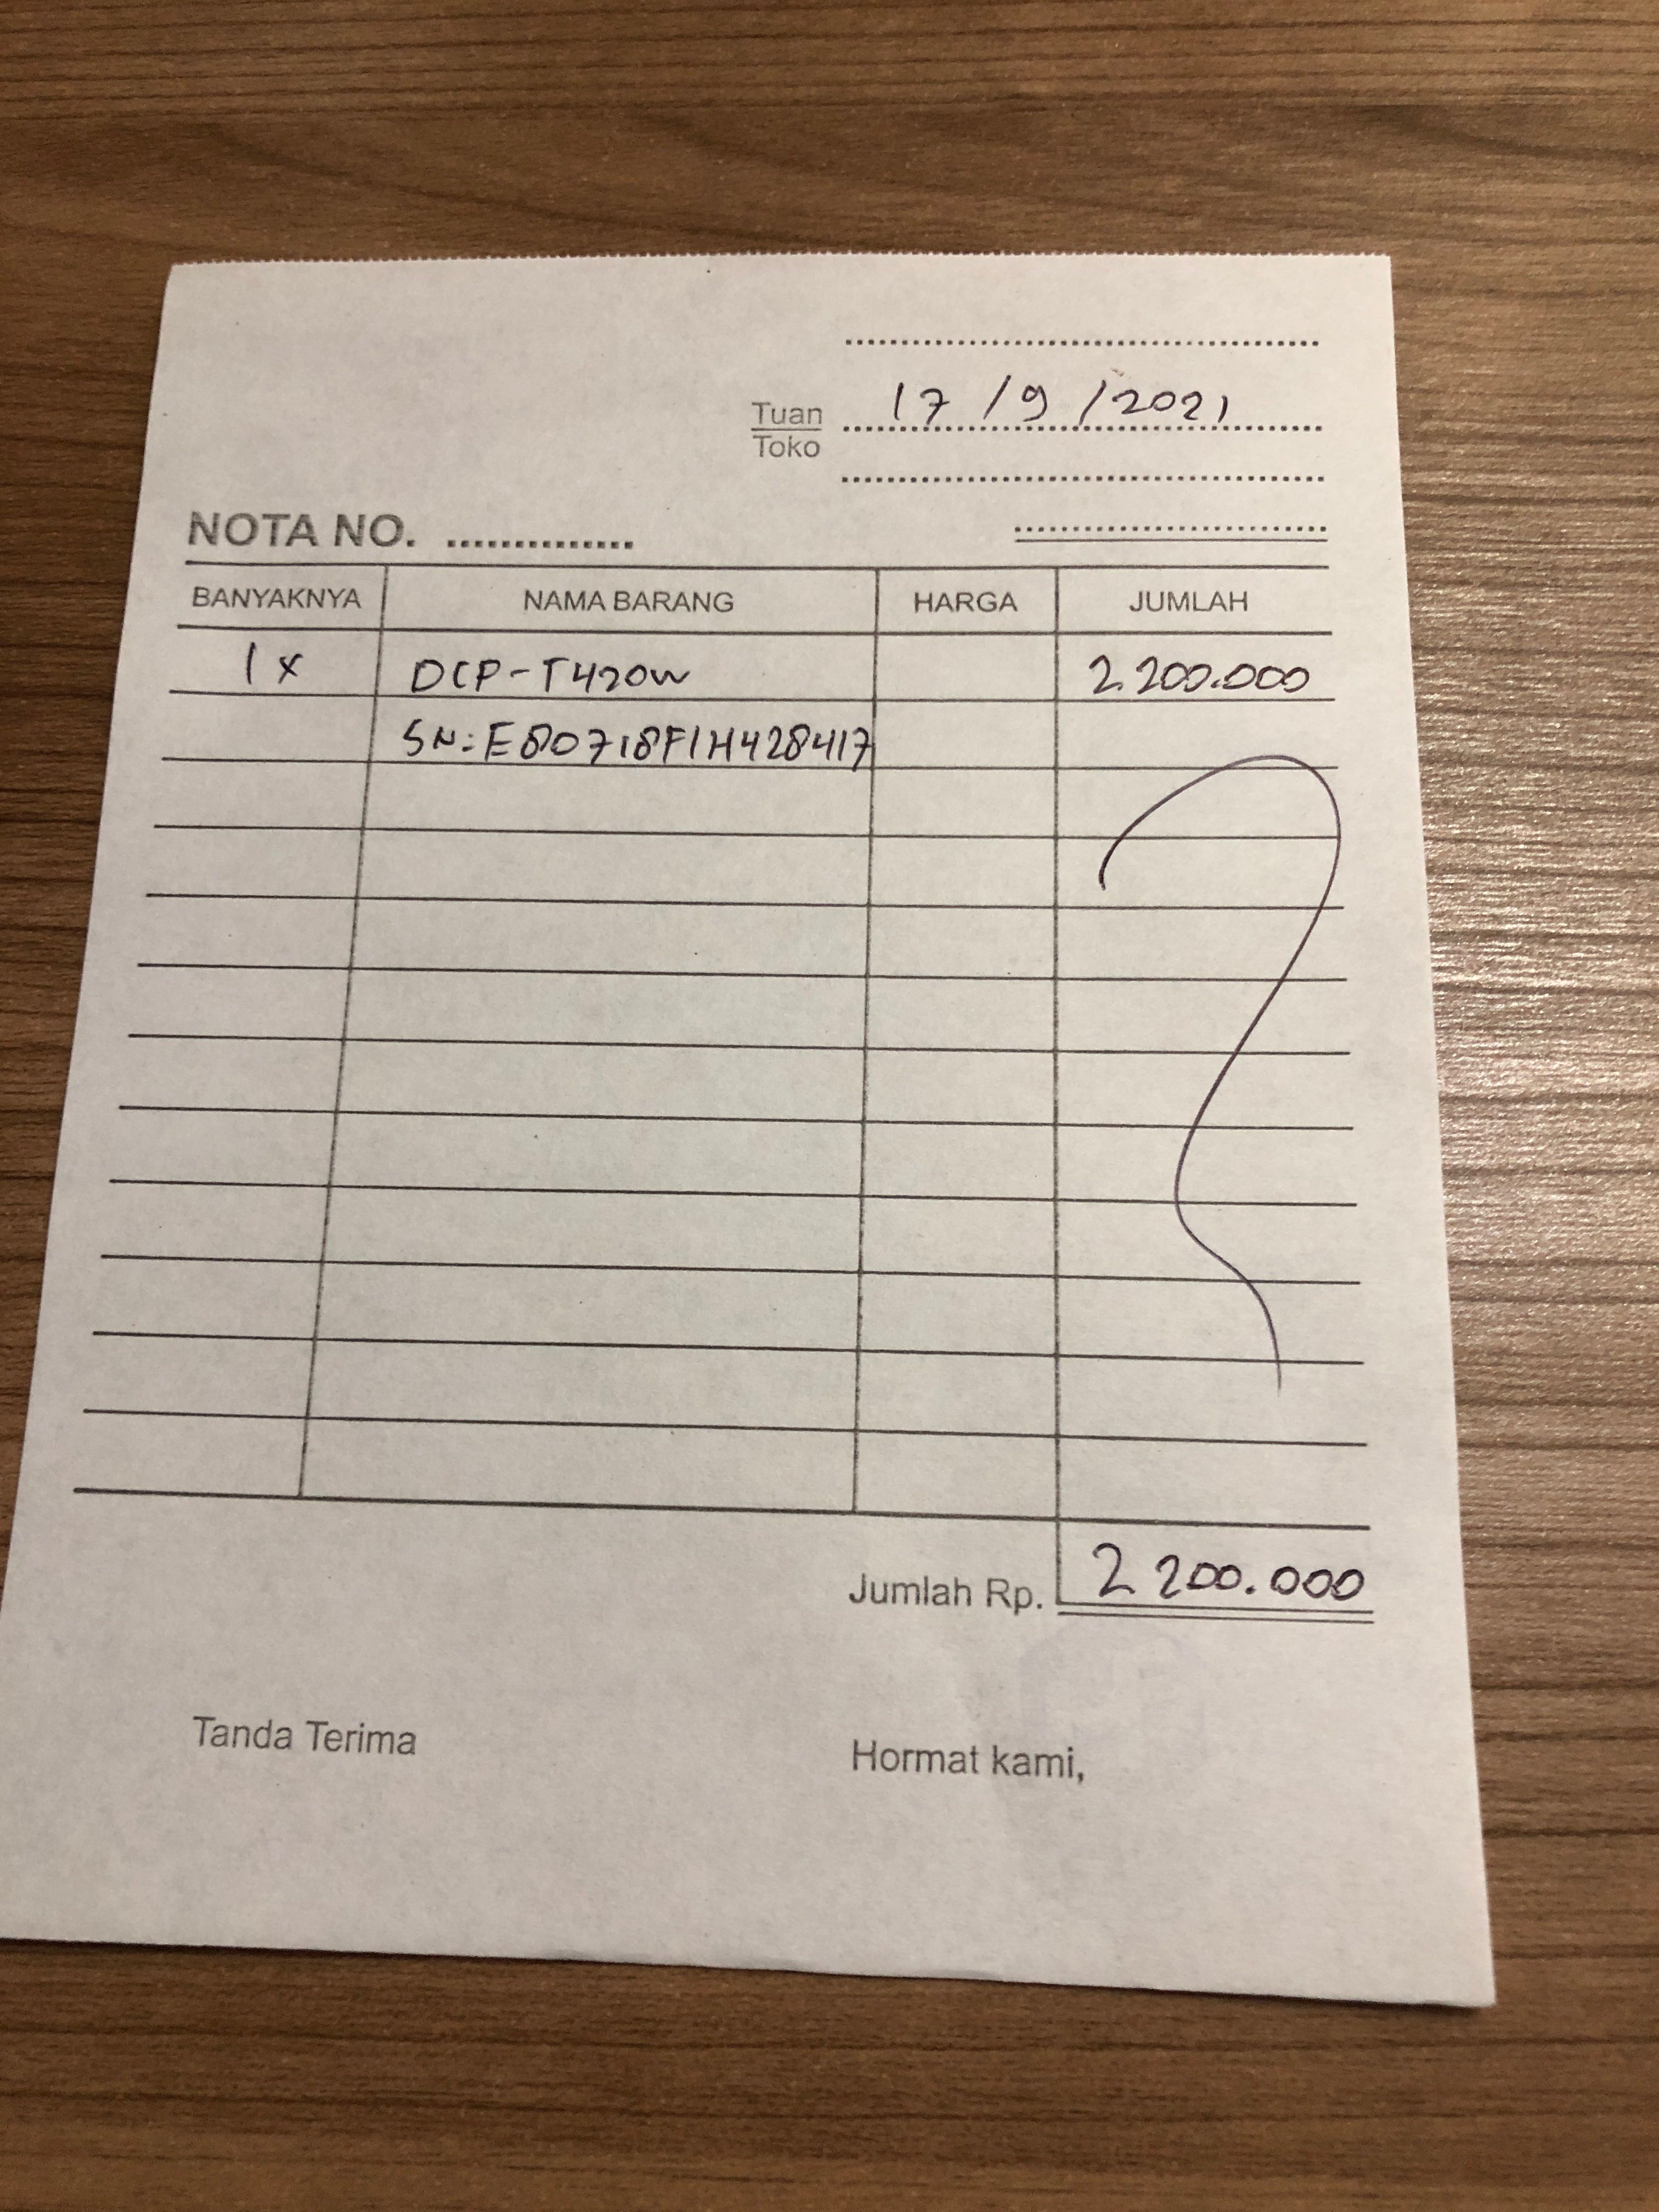 17/9/2021
Tuan
Toko
NOTA NO. ..............
BANYAKNYA NAMA BARANG HARGA JUMLAH
1x DCP-T420W 2.200.000
SN: E80718F1H428417
Jumlah Rp. 2 200.000
Tanda Terima Hormat kami,